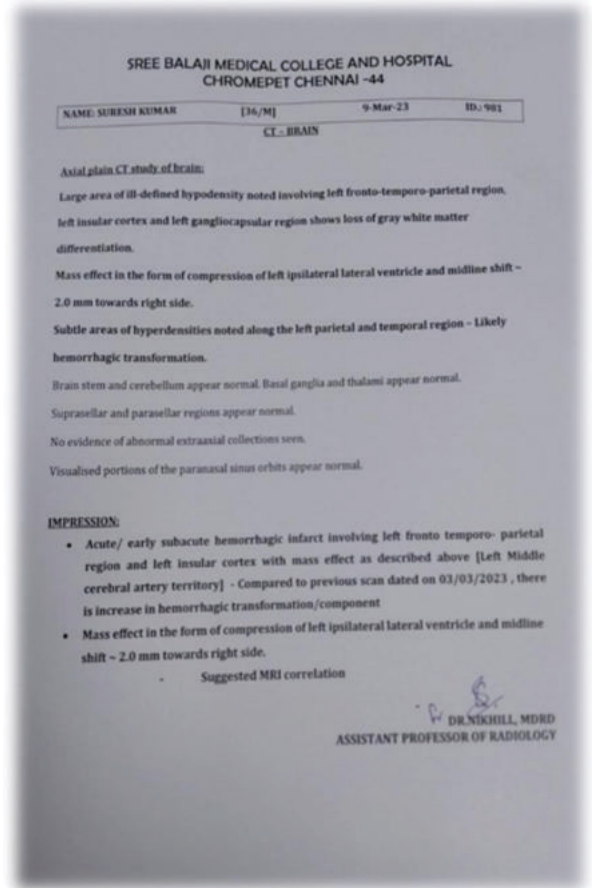 SREE BALAJI MEDICAL COLLEGE AND HOSPITAL
CHROMEPET CHENNAI -44
NAME: SURESH KUMAR [36/M] 9-Mar-23 ID.: 981
CT - BRAIN
Axial plain CT study of brain:
Large area of ill-defined hypodensity noted involving left fronto-temporo-parietal region,
left insular cortex and left gangliocapsular region shows loss of gray white matter
differentiation.
Mass effect in the form of compression of left ipsilateral lateral ventricle and midline shift ~
2.0 mm towards right side.
Subtle areas of hyperdensities noted along the left parietal and temporal region - Likely
hemorrhagic transformation.
Brain stem and cerebellum appear normal. Basal ganglia and thalami appear normal.
Suprasellar and parasellar regions appear normal.
No evidence of abnormal extraaxial collections seen.
Visualised portions of the paranasal sinus orbits appear normal.
IMPRESSION:
• Acute/ early subacute hemorrhagic infarct involving left fronto temporo- parietal
region and left insular cortex with mass effect as described above [Left Middle
cerebral artery territory] - Compared to previous scan dated on 03/03/2023 , there
is increase in hemorrhagic transformation/component
• Mass effect in the form of compression of left ipsilateral lateral ventricle and midline
shift ~ 2.0 mm towards right side.
- Suggested MRI correlation
DR.NIKHILL, MDRD
ASSISTANT PROFESSOR OF RADIOLOGY